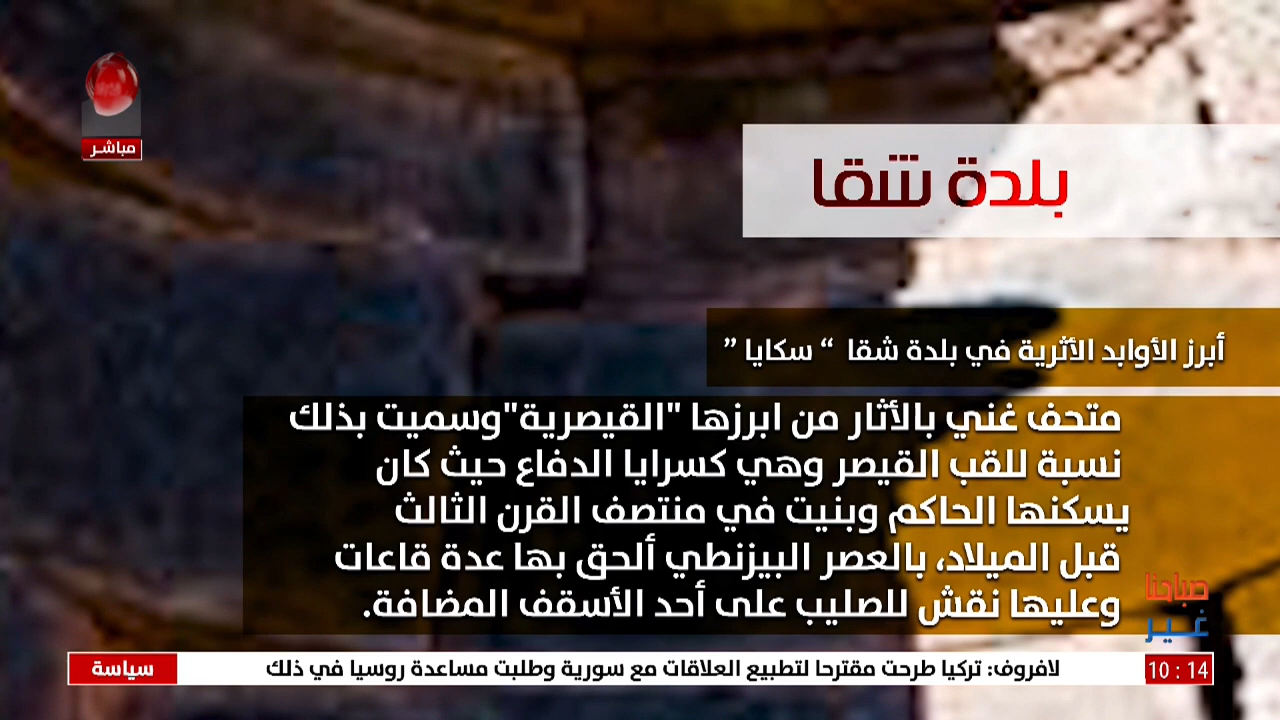 مباشر
بلدة شقا
أبرز الأوابد الأثرية في بلدة شقا “ سكايا ”
متحف غني بالأثار من ابرزها "القيصرية"وسميت بذلك
نسبة للقب القيصر وهي كسرايا الدفاع حيث كان
يسكنها الحاكم وبنيت في منتصف القرن الثالث
قبل الميلاد، بالعصر البيزنطي ألحق بها عدة قاعات
وعليها نقش للصليب على أحد الأسقف المضافة.
صباحنا
غير
سياسة
لافروف: تركيا طرحت مقترحا لتطبيع العلاقات مع سورية وطلبت مساعدة روسيا في ذلك
10 : 14